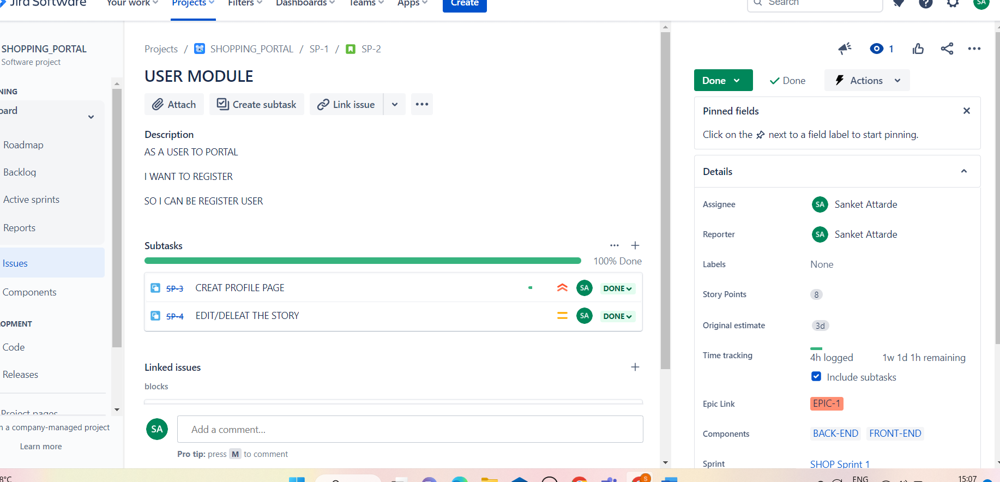 Jira Software Your work Projects Filters Dashboards Teams Apps Create Search SA
SHOPPING_PORTAL
Software project
NING
oard
Roadmap
Backlog
Active sprints
Reports
Issues
Components
LOPMENT
Code
Releases
Project pages
a company-managed project
Learn more
Projects / SHOPPING_PORTAL / SP-1 / SP-2
USER MODULE
Attach Create subtask Link issue
Description
AS A USER TO PORTAL
I WANT TO REGISTER
SO I CAN BE REGISTER USER
Subtasks
100% Done
SP-3 CREAT PROFILE PAGE SA DONE
SP-4 EDIT/DELEAT THE STORY SA DONE
Linked issues
blocks
SA Add a comment...
Pro tip: press M to comment
1
Done Done Actions
Pinned fields
Click on the next to a field label to start pinning.
Details
Assignee SA Sanket Attarde
Reporter SA Sanket Attarde
Labels None
Story Points 8
Original estimate 3d
Time tracking 4h logged 1w 1d 1h remaining
Include subtasks
Epic Link EPIC-1
Components BACK-END FRONT-END
Sprint SHOP Sprint 1
8°C S ENG 15:07